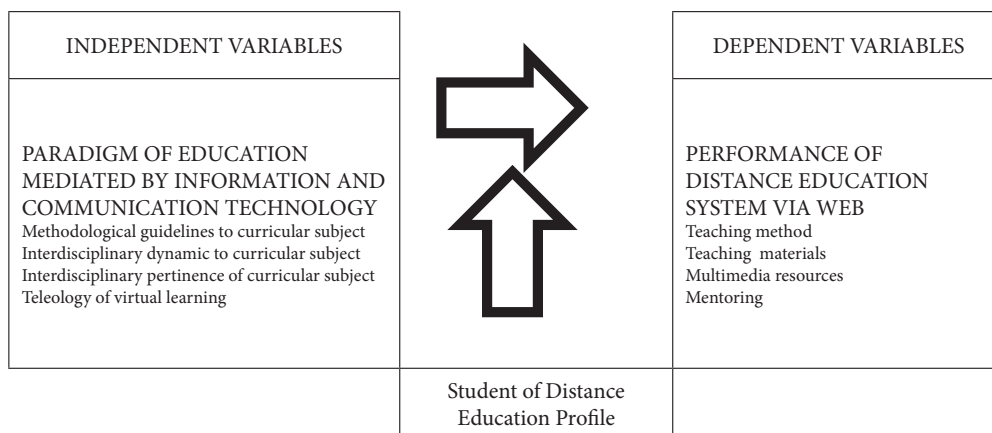 INDEPENDENT VARIABLES
PARADIGM OF EDUCATION
MEDIATED BY INFORMATION AND
COMMUNICATION TECHNOLOGY
Methodological guidelines to curricular subject
Interdisciplinary dynamic to curricular subject
Interdisciplinary pertinence of curricular subject
Teleology of virtual learning
DEPENDENT VARIABLES
PERFORMANCE OF
DISTANCE EDUCATION
SYSTEM VIA WEB
Teaching method
Teaching materials
Multimedia resources
Mentoring
Student of Distance
Education Profile